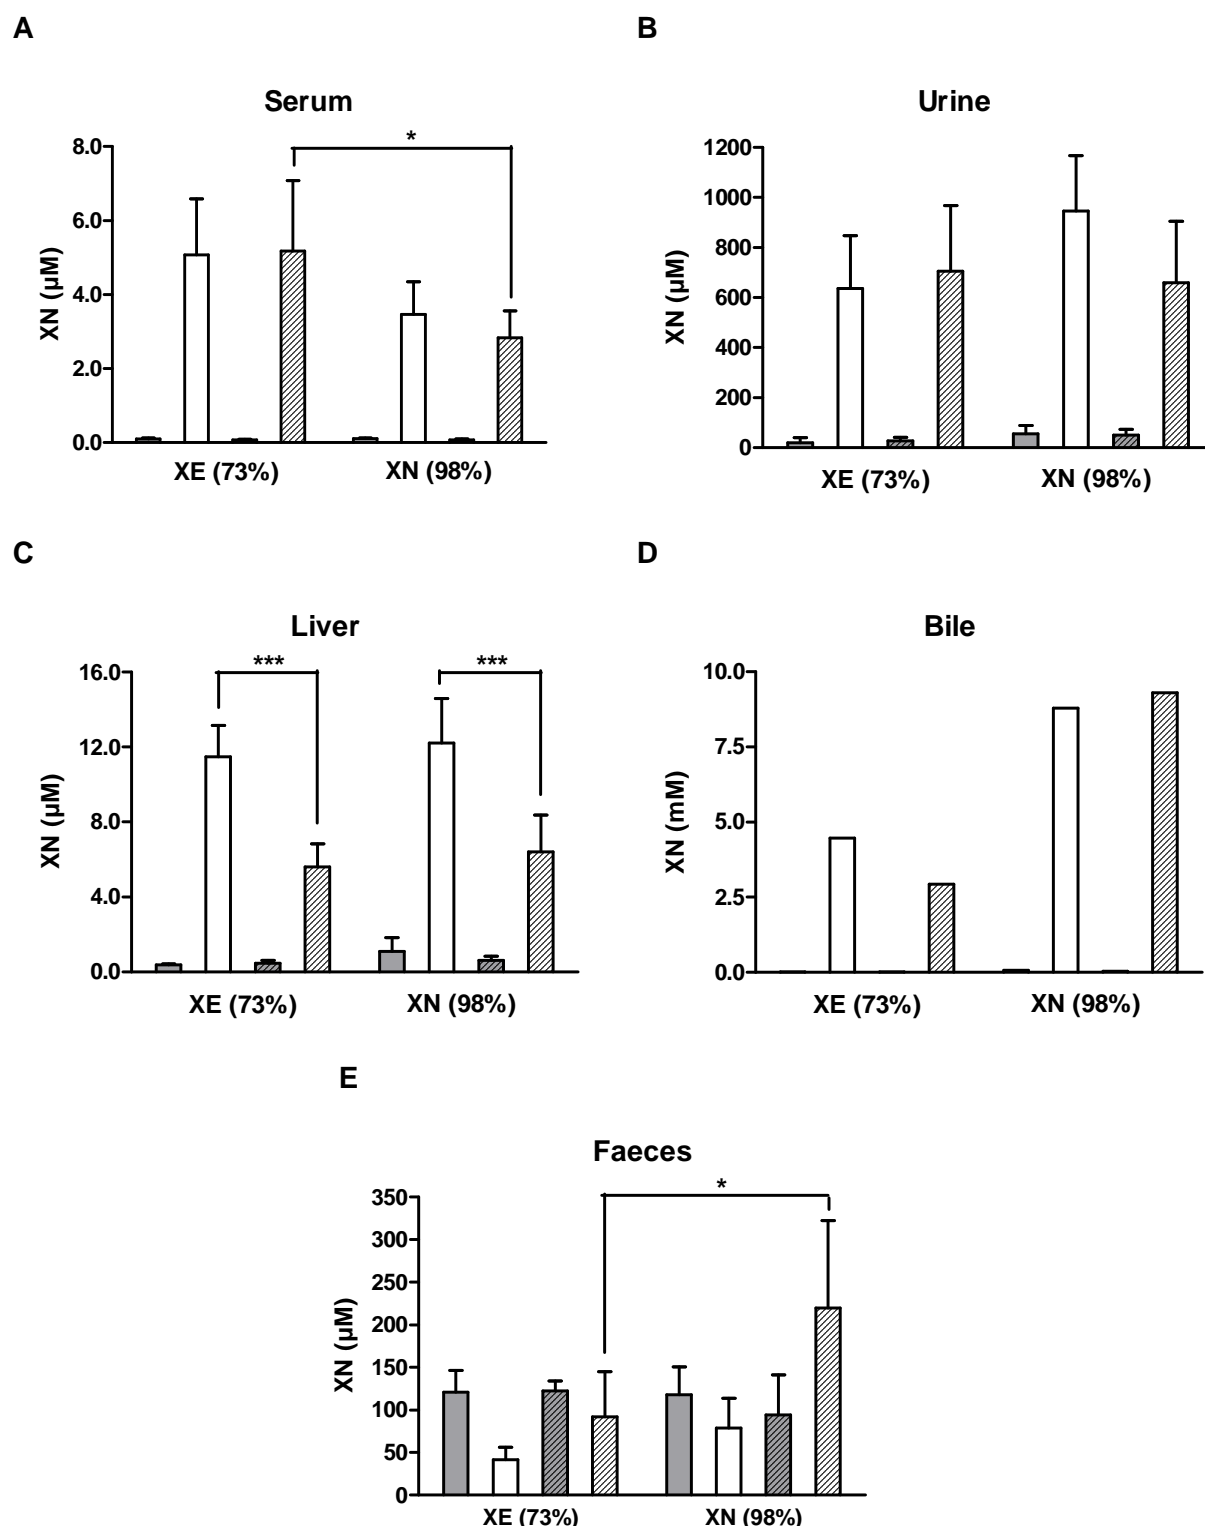 A
Serum
*
8.0
6.0
4.0
2.0
0.0
XN (µM)
XE (73%)
XN (98%)
B
Urine
1200
1000
800
600
400
200
0
XN (µM)
XE (73%)
XN (98%)
C
Liver
***
***
16.0
12.0
8.0
4.0
0.0
XN (µM)
XE (73%)
XN (98%)
D
Bile
10.0
7.5
5.0
2.5
0.0
XN (mM)
XE (73%)
XN (98%)
E
Faeces
*
350
300
250
200
150
100
50
0
XN (µM)
XE (73%)
XN (98%)